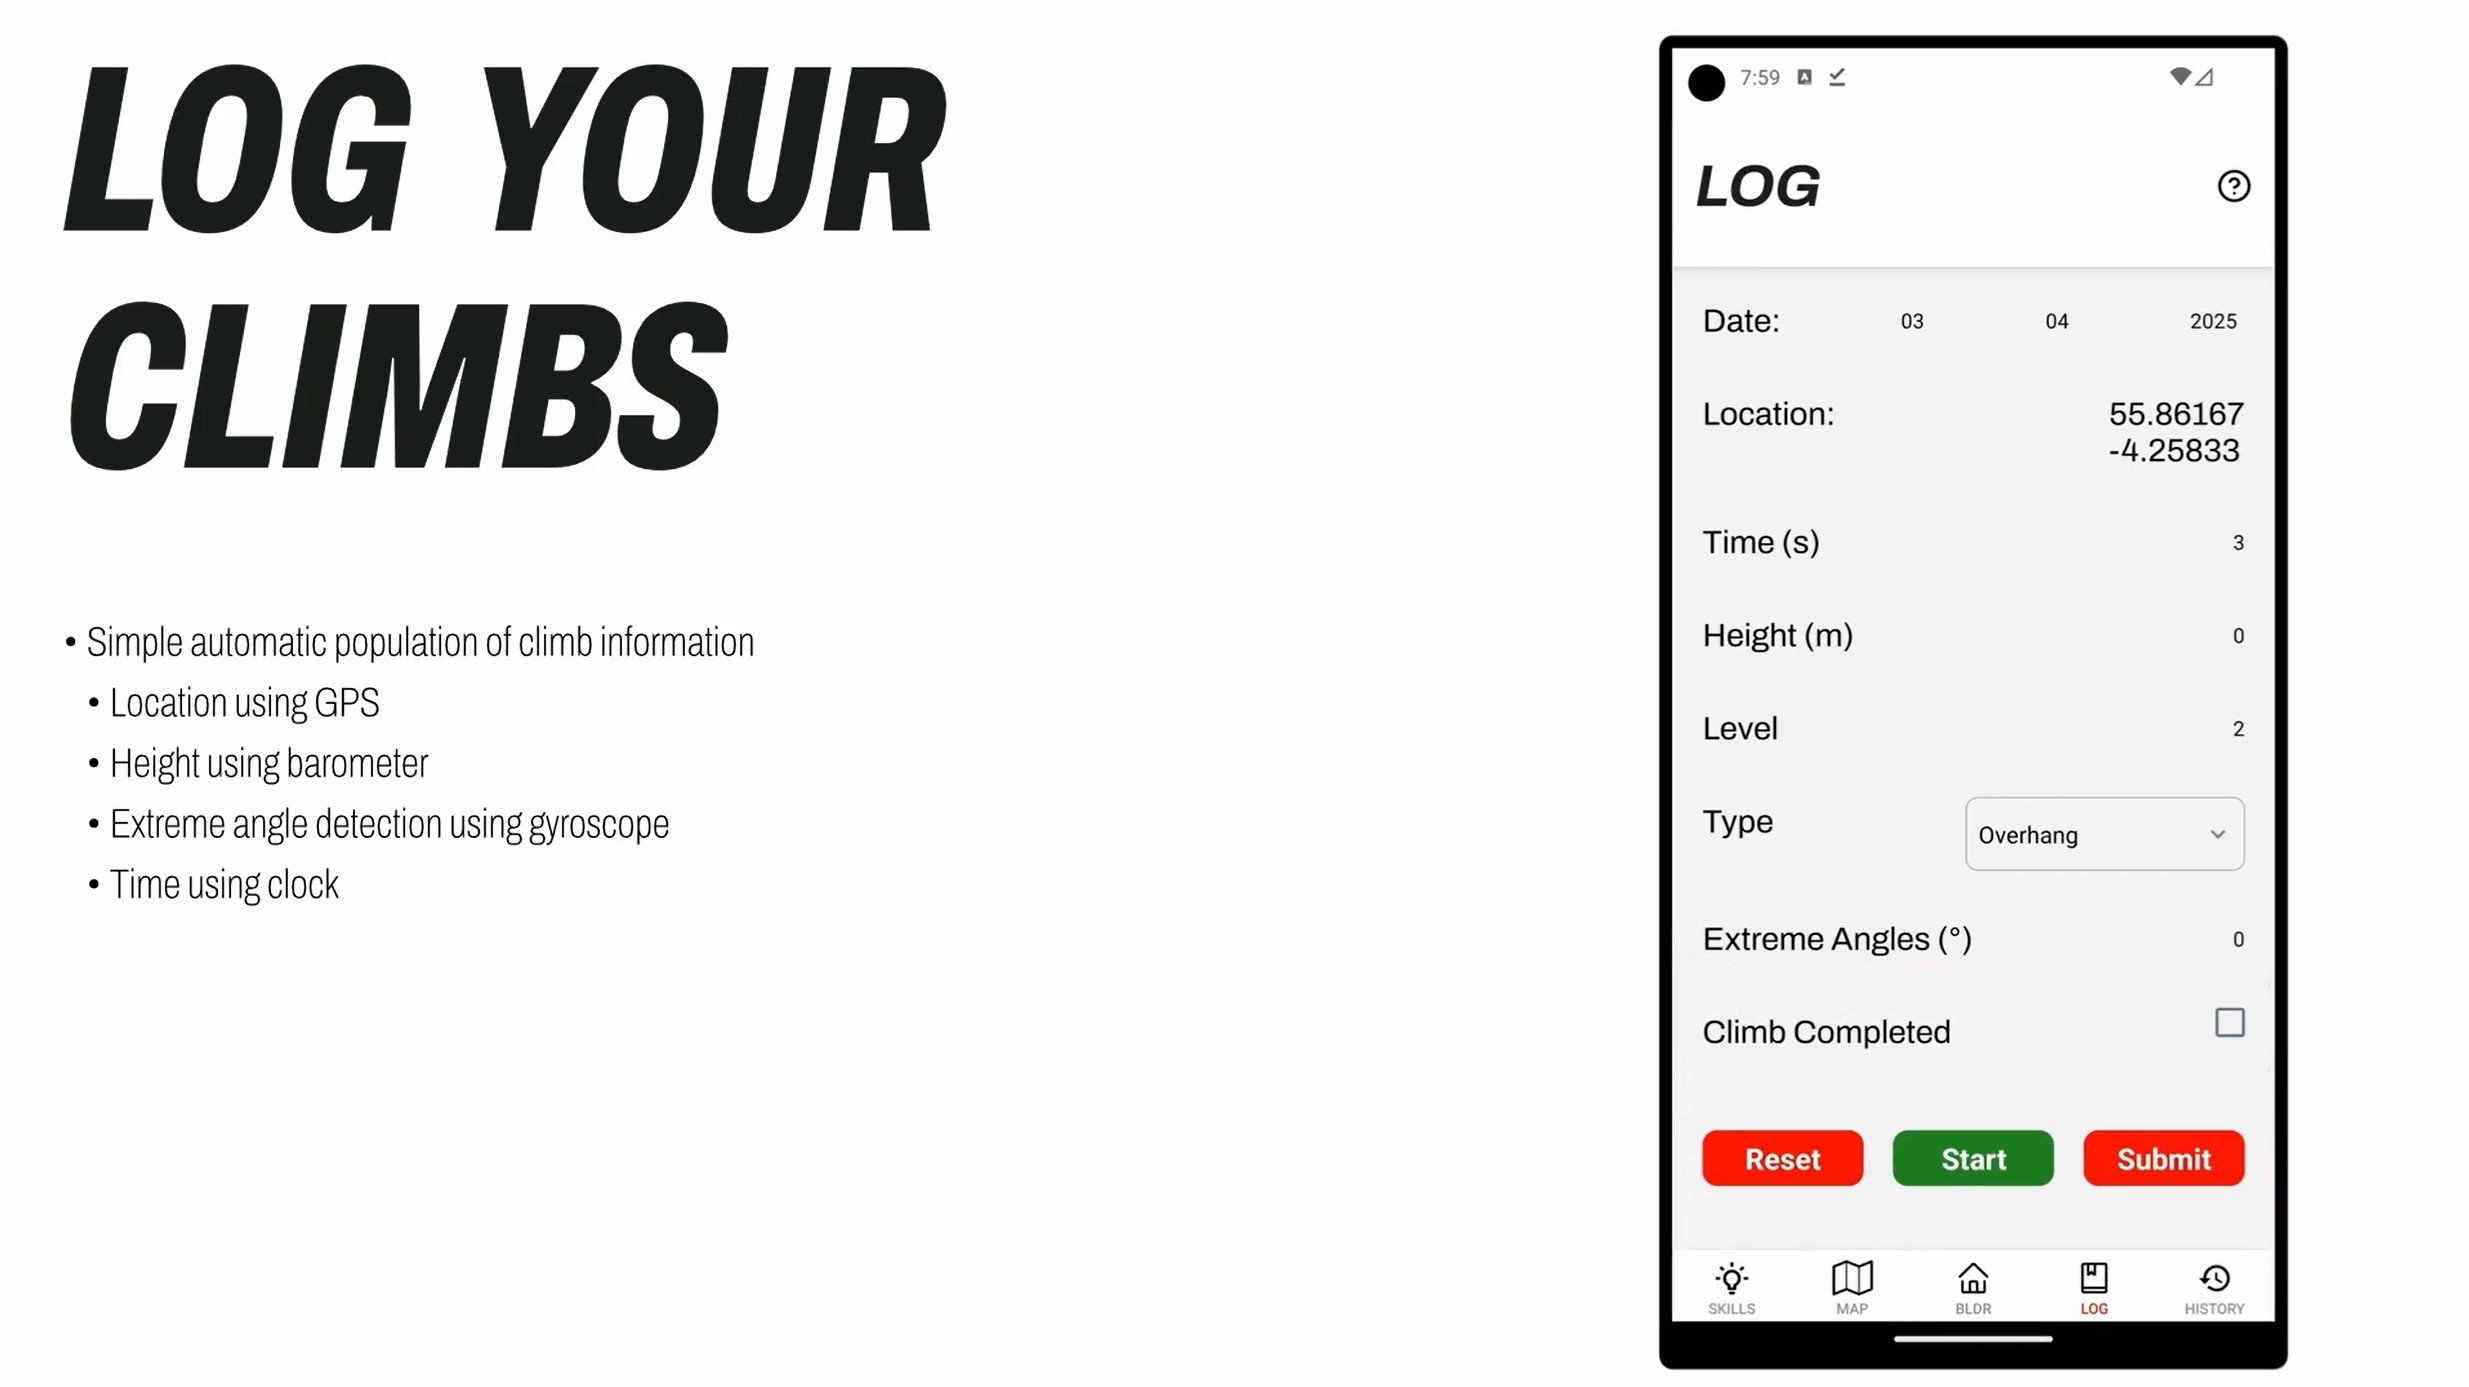 LOG YOUR
CLIMBS
• Simple automatic population of climb information
• Location using GPS
• Height using barometer
• Extreme angle detection using gyroscope
• Time using clock
7:59
LOG
Date: 03 04 2025
Location: 55.86167
-4.25833
Time (s) 3
Height (m) 0
Level 2
Type Overhang
Extreme Angles (°) 0
Climb Completed
Reset Start Submit
SKILLS MAP BLDR LOG HISTORY